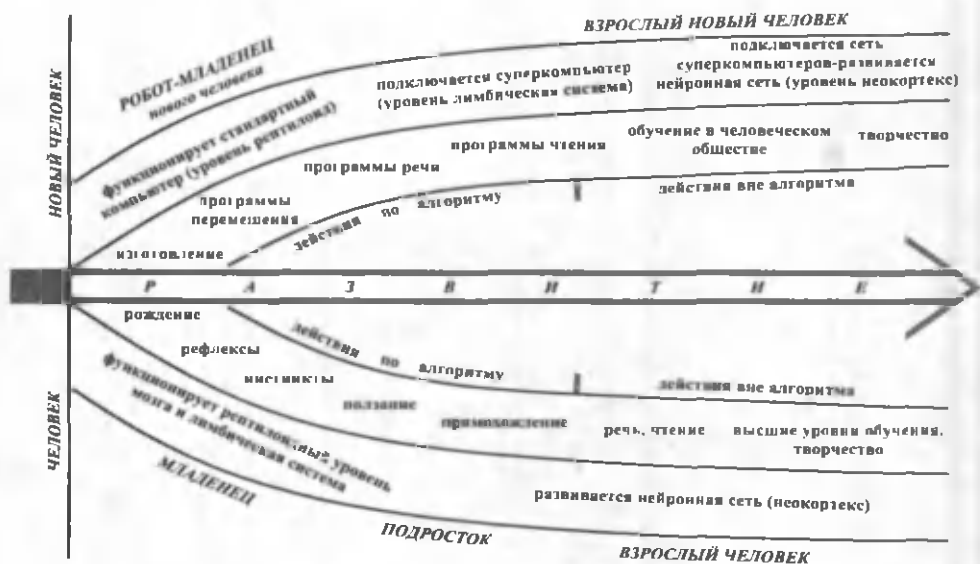 ВЗРОСЛЫЙ НОВЫЙ ЧЕЛОВЕК
РОБОТ-МЛАДЕНЕЦ
нового человека
подключается сеть
суперкомпьютеров-развивается
нейронная сеть (уровень неокортекс)
подключается суперкомпьютер
(уровень лимбическая система)
функционирует стандартный
компьютер (уровень рептилоид)
НОВЫЙ ЧЕЛОВЕК
программы речи
программы чтения
обучение в человеческом
обществе
творчество
программы
перемещения
изготовление
действия по алгоритму
действия вне алгоритма
Р А З В И Т И Е
рождение
рефлексы
инстинкты
ползание
прямохождение
речь, чтение
высшие уровни обучения,
творчество
действия по алгоритму
действия вне алгоритма
ЧЕЛОВЕК
функционирует рептилоидный уровень
мозга и лимбическая система
развивается нейронная сеть (неокортекс)
МЛАДЕНЕЦ
ПОДРОСТОК
ВЗРОСЛЫЙ ЧЕЛОВЕК